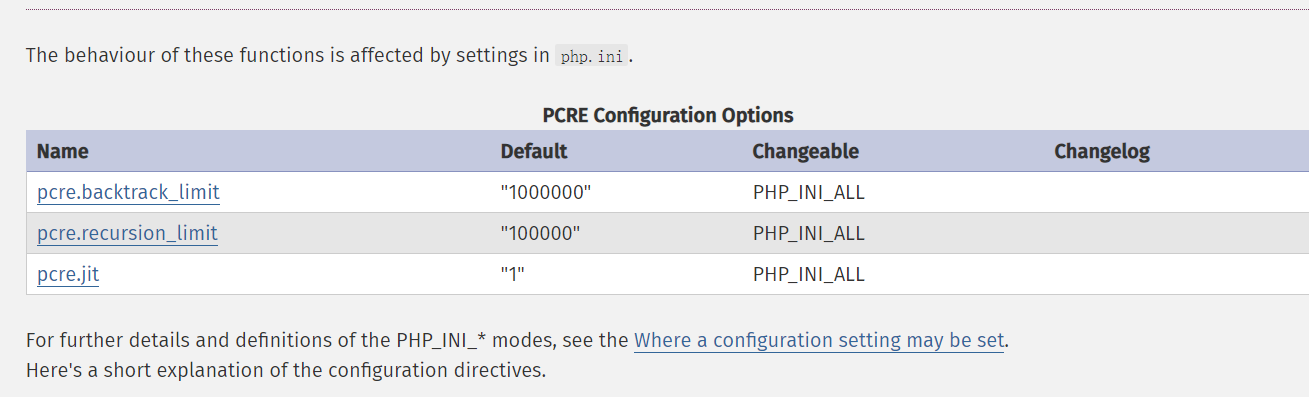 The behaviour of these functions is affected by settings in php.ini.
PCRE Configuration Options
Name Default Changeable Changelog
pcre.backtrack_limit "1000000" PHP_INI_ALL
pcre.recursion_limit "100000" PHP_INI_ALL
pcre.jit "1" PHP_INI_ALL
For further details and definitions of the PHP_INI_* modes, see the Where a configuration setting may be set.
Here's a short explanation of the configuration directives.